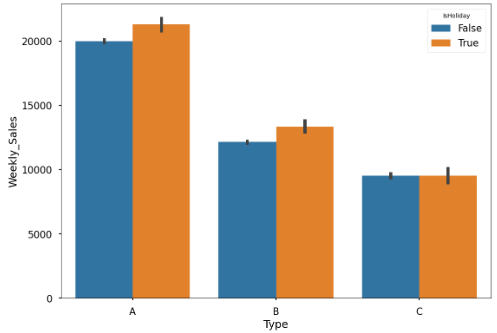 IsHoliday
False
True
20000
15000
10000
5000
0
Weekly_Sales
A B C
Type